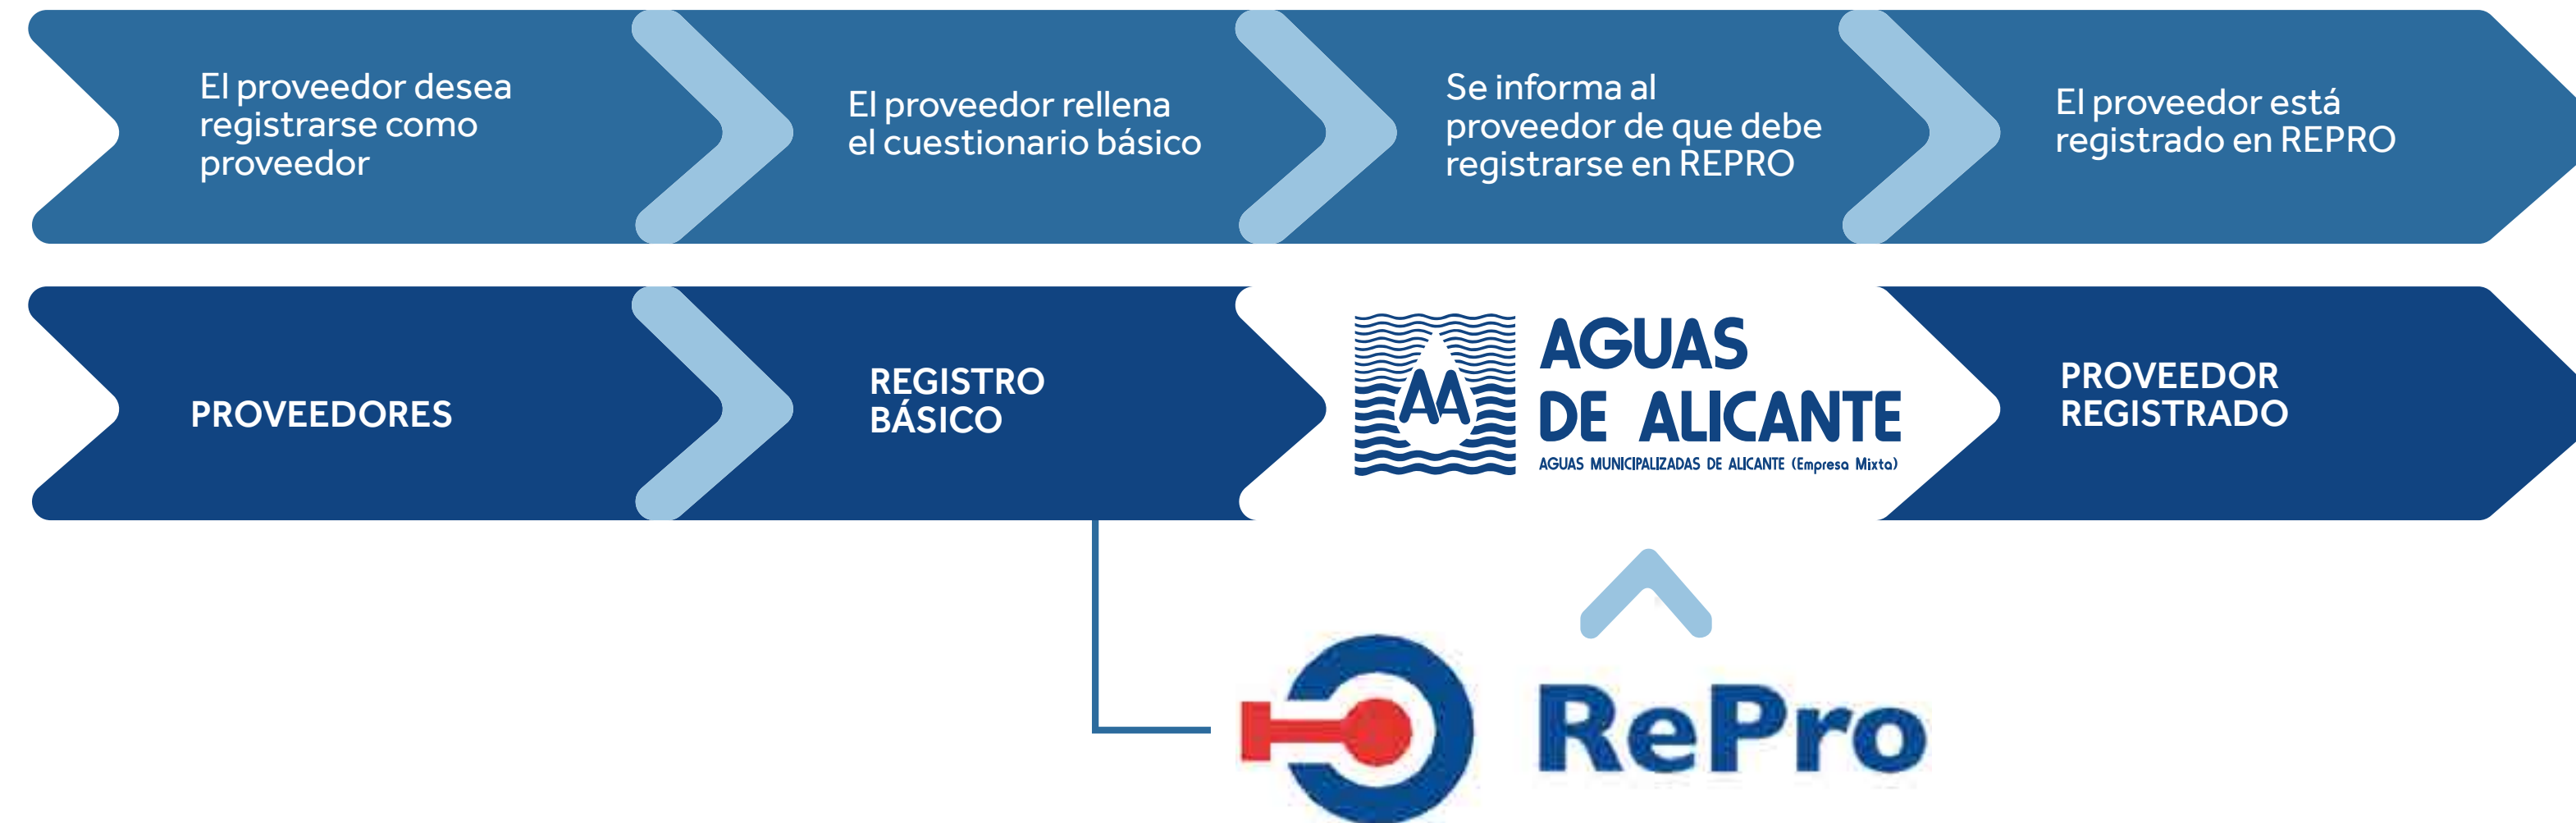 El proveedor desea
registrarse como
proveedor
El proveedor rellena
el cuestionario básico
Se informa al
proveedor de que debe
registrarse en REPRO
El proveedor está
registrado en REPRO
PROVEEDORES
REGISTRO
BÁSICO
AA
AGUAS
DE ALICANTE
AGUAS MUNICIPALIZADAS DE ALICANTE (Empresa Mixta)
PROVEEDOR
REGISTRADO
RePro